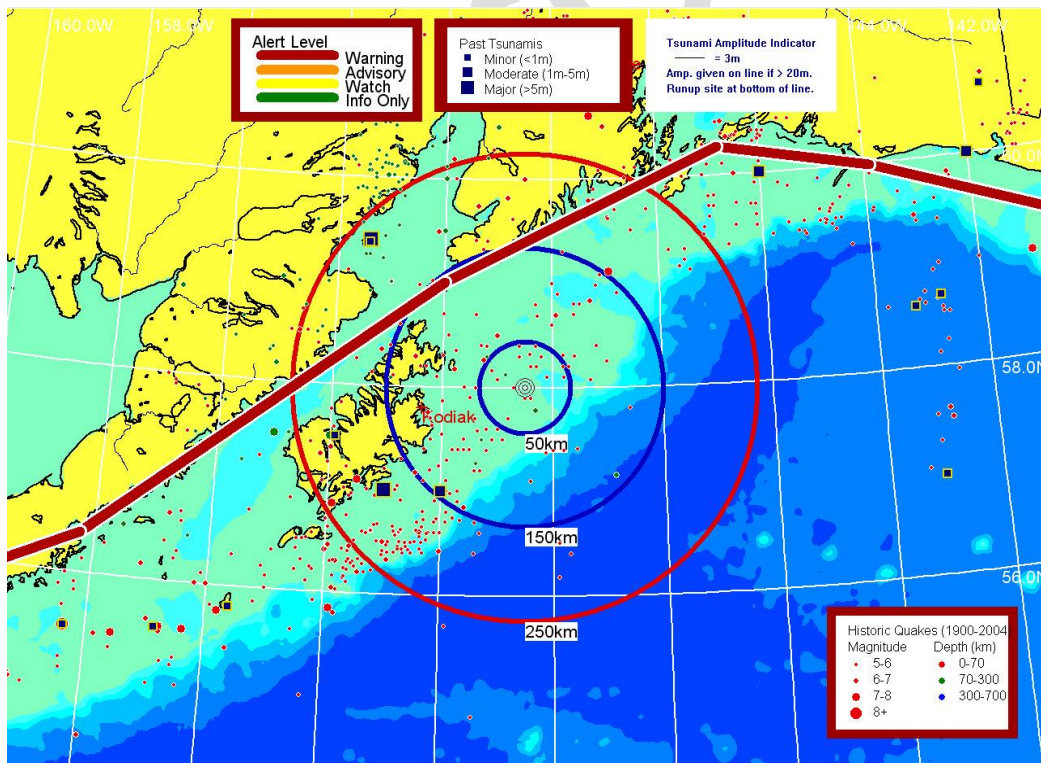 160.0W
158.0W
144.0W
142.0W
Alert Level
Warning
Advisory
Watch
Info Only
Past Tsunamis
Minor (<1m)
Moderate (1m-5m)
Major (>5m)
Tsunami Amplitude Indicator
= 3m
Amp. given on line if > 20m.
Runup site at bottom of line.
58.0N
Kodiak
50km
150km
56.0N
250km
Historic Quakes (1900-2004)
Magnitude Depth (km)
5-6 0-70
6-7 70-300
7-8 300-700
8+